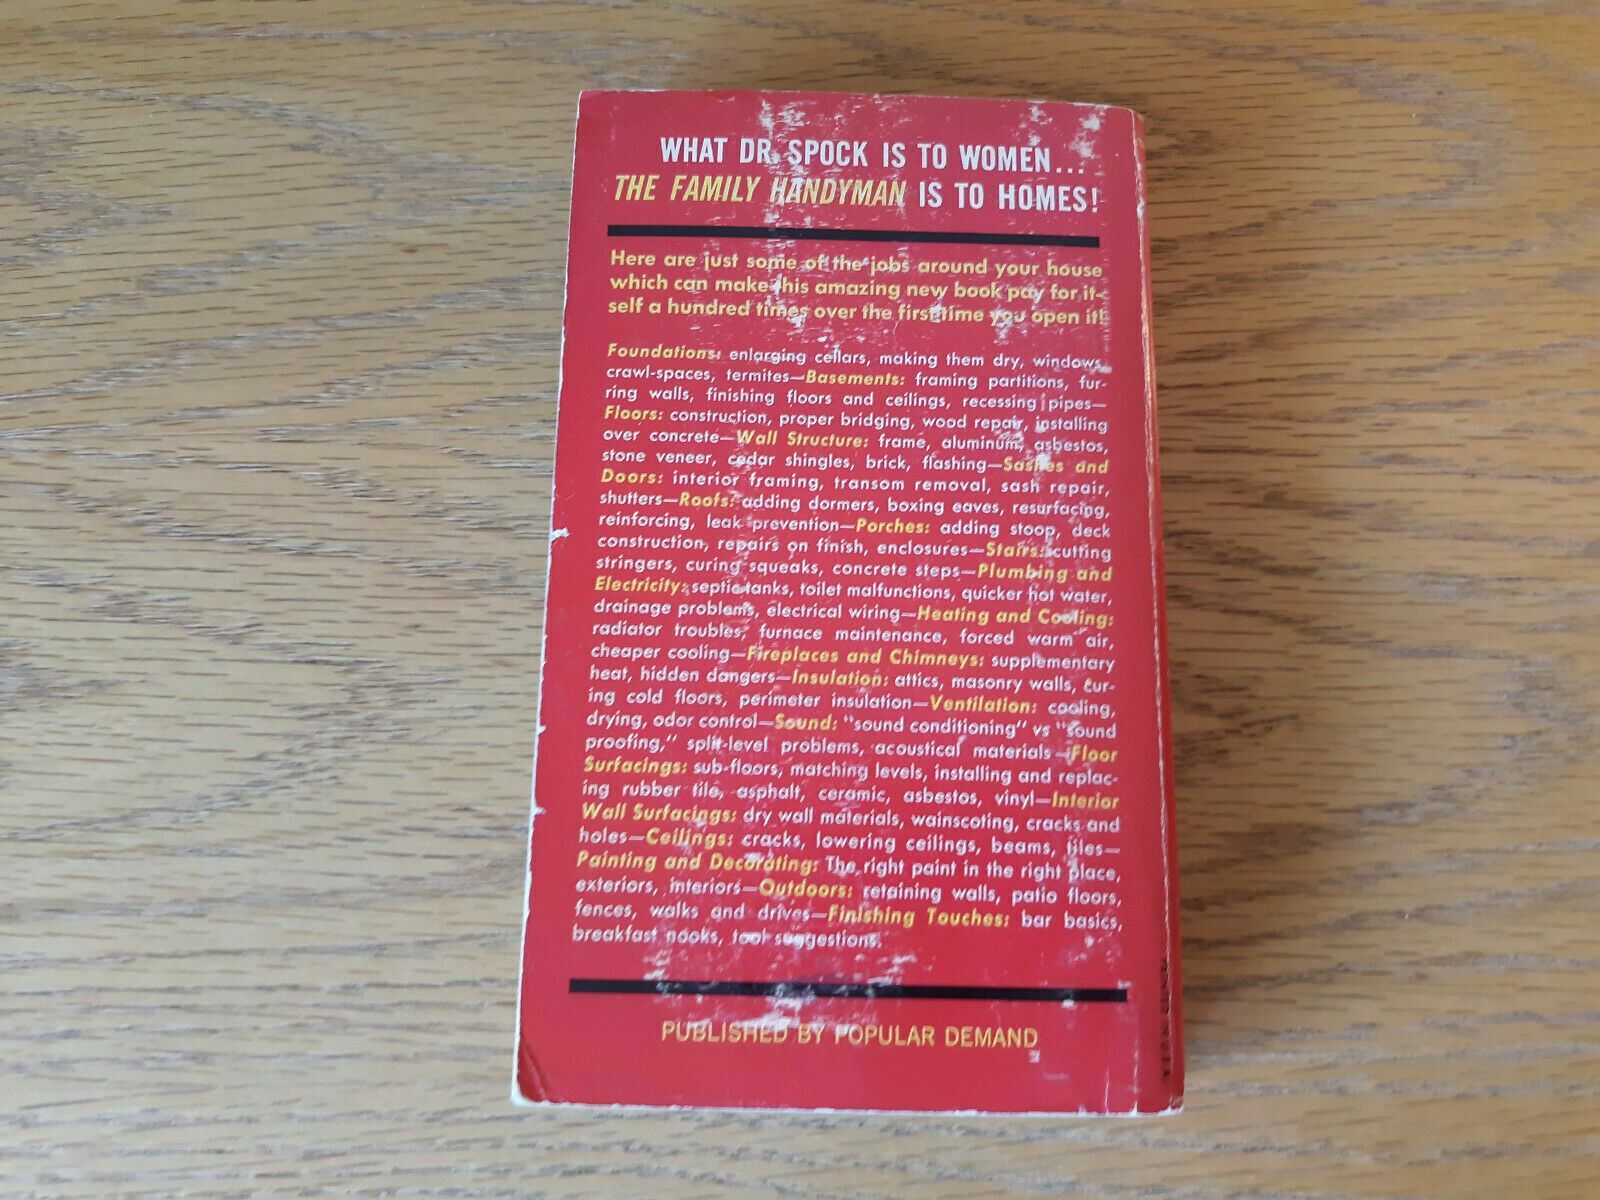 WHAT DR. SPOCK IS TO WOMEN...
THE FAMILY HANDYMAN IS TO HOMES!
Here are just some of the jobs around your house
which can make this amazing new book pay for it-
self a hundred times over the first time you open it!
Foundations: enlarging cellars, making them dry, windows,
crawl-spaces, termites—Basements: framing partitions, fur-
ring walls, finishing floors and ceilings, recessing pipes—
Floors: construction, proper bridging, wood repair, installing
over concrete—Wall Structure: frame, aluminum, asbestos,
stone veneer, cedar shingles, brick, flashing—Sashes and
Doors: interior framing, transom removal, sash repair,
shutters—Roofs: adding dormers, boxing eaves, resurfacing,
reinforcing, leak prevention—Porches: adding stoop, deck
construction, repairs on finish, enclosures—Stairs: cutting
stringers, curing squeaks, concrete steps—Plumbing and
Electricity: septic tanks, toilet malfunctions, quicker hot water,
drainage problems, electrical wiring—Heating and Cooling:
radiator troubles, furnace maintenance, forced warm air,
cheaper cooling—Fireplaces and Chimneys: supplementary
heat, hidden dangers—Insulation: attics, masonry walls, cur-
ing cold floors, perimeter insulation—Ventilation: cooling,
drying, odor control—Sound: "sound conditioning" vs "sound
proofing," split-level problems, acoustical materials—Floor
Surfacings: sub-floors, matching levels, installing and replac-
ing rubber tile, asphalt, ceramic, asbestos, vinyl—Interior
Wall Surfacings: dry wall materials, wainscoting, cracks and
holes—Ceilings: cracks, lowering ceilings, beams, tiles—
Painting and Decorating: The right paint in the right place,
exteriors, interiors—Outdoors: retaining walls, patio floors,
fences, walks and drives—Finishing Touches: bar basics,
breakfast nooks, tool suggestions.
PUBLISHED BY POPULAR DEMAND